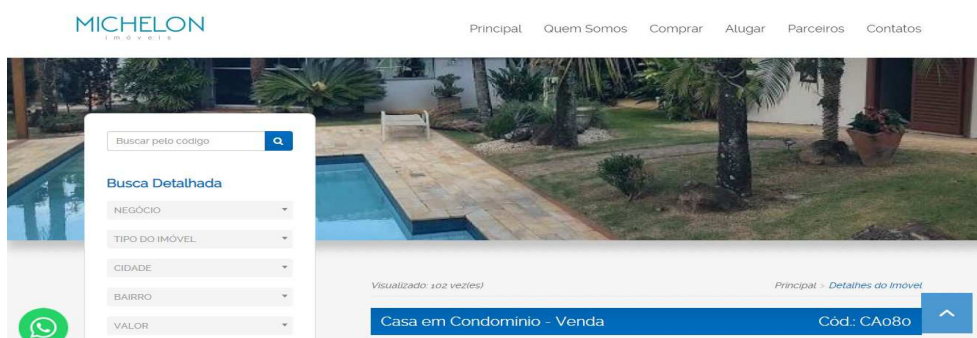 MICHELON
imóveis
Principal Quem Somos Comprar Alugar Parceiros Contatos
Buscar pelo código
Busca Detalhada
NEGÓCIO
TIPO DO IMÓVEL
CIDADE
BAIRRO
VALOR
Visualizado: 102 vez(es)
Principal > Detalhes do Imóvel
Casa em Condomínio - Venda Cód.: CA080